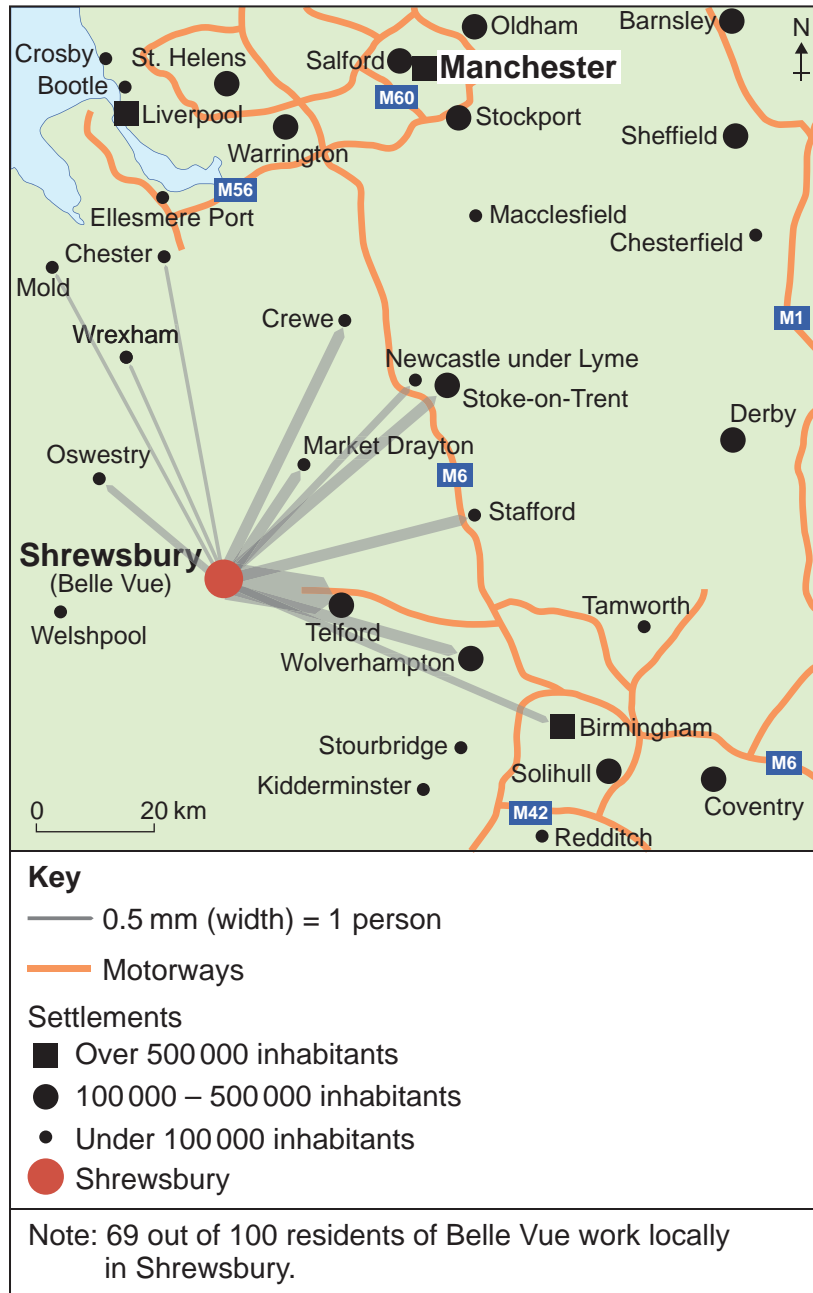 Oldham
Barnsley
N
Crosby
St. Helens
Salford
Manchester
Bootle
M60
Liverpool
Stockport
Warrington
Sheffield
M56
Ellesmere Port
Macclesfield
Chester
Chesterfield
Mold
Wrexham
Crewe
M1
Newcastle under Lyme
Stoke-on-Trent
Derby
Oswestry
Market Drayton
M6
Stafford
Shrewsbury
(Belle Vue)
Tamworth
Welshpool
Telford
Wolverhampton
Birmingham
Stourbridge
M6
Solihull
Kidderminster
Coventry
0 20 km
M42
Redditch
Key
0.5 mm (width) = 1 person
Motorways
Settlements
Over 500 000 inhabitants
100 000 – 500 000 inhabitants
Under 100 000 inhabitants
Shrewsbury
Note: 69 out of 100 residents of Belle Vue work locally
in Shrewsbury.